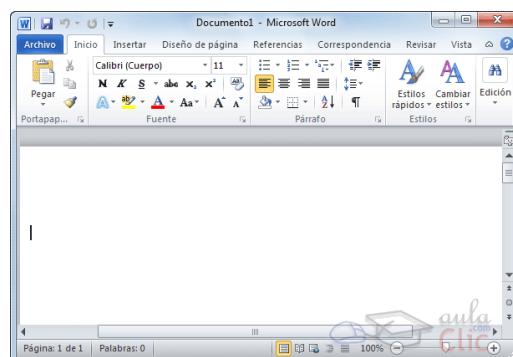 Documento1 - Microsoft Word
Archivo Inicio Insertar Diseño de página Referencias Correspondencia Revisar Vista
Calibri (Cuerpo) 11
N K S abc x₂ x²
A ab A Aa A A
Pegar
Estilos rápidos
Cambiar estilos
Edición
Portapap... Fuente Párrafo Estilos
Página: 1 de 1 Palabras: 0 100%
aula
Clic
.Com